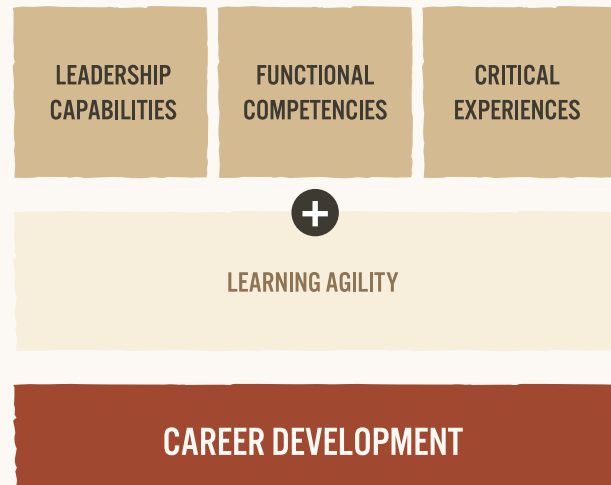 LEADERSHIP
CAPABILITIES
FUNCTIONAL
COMPETENCIES
CRITICAL
EXPERIENCES
+
LEARNING AGILITY
CAREER DEVELOPMENT